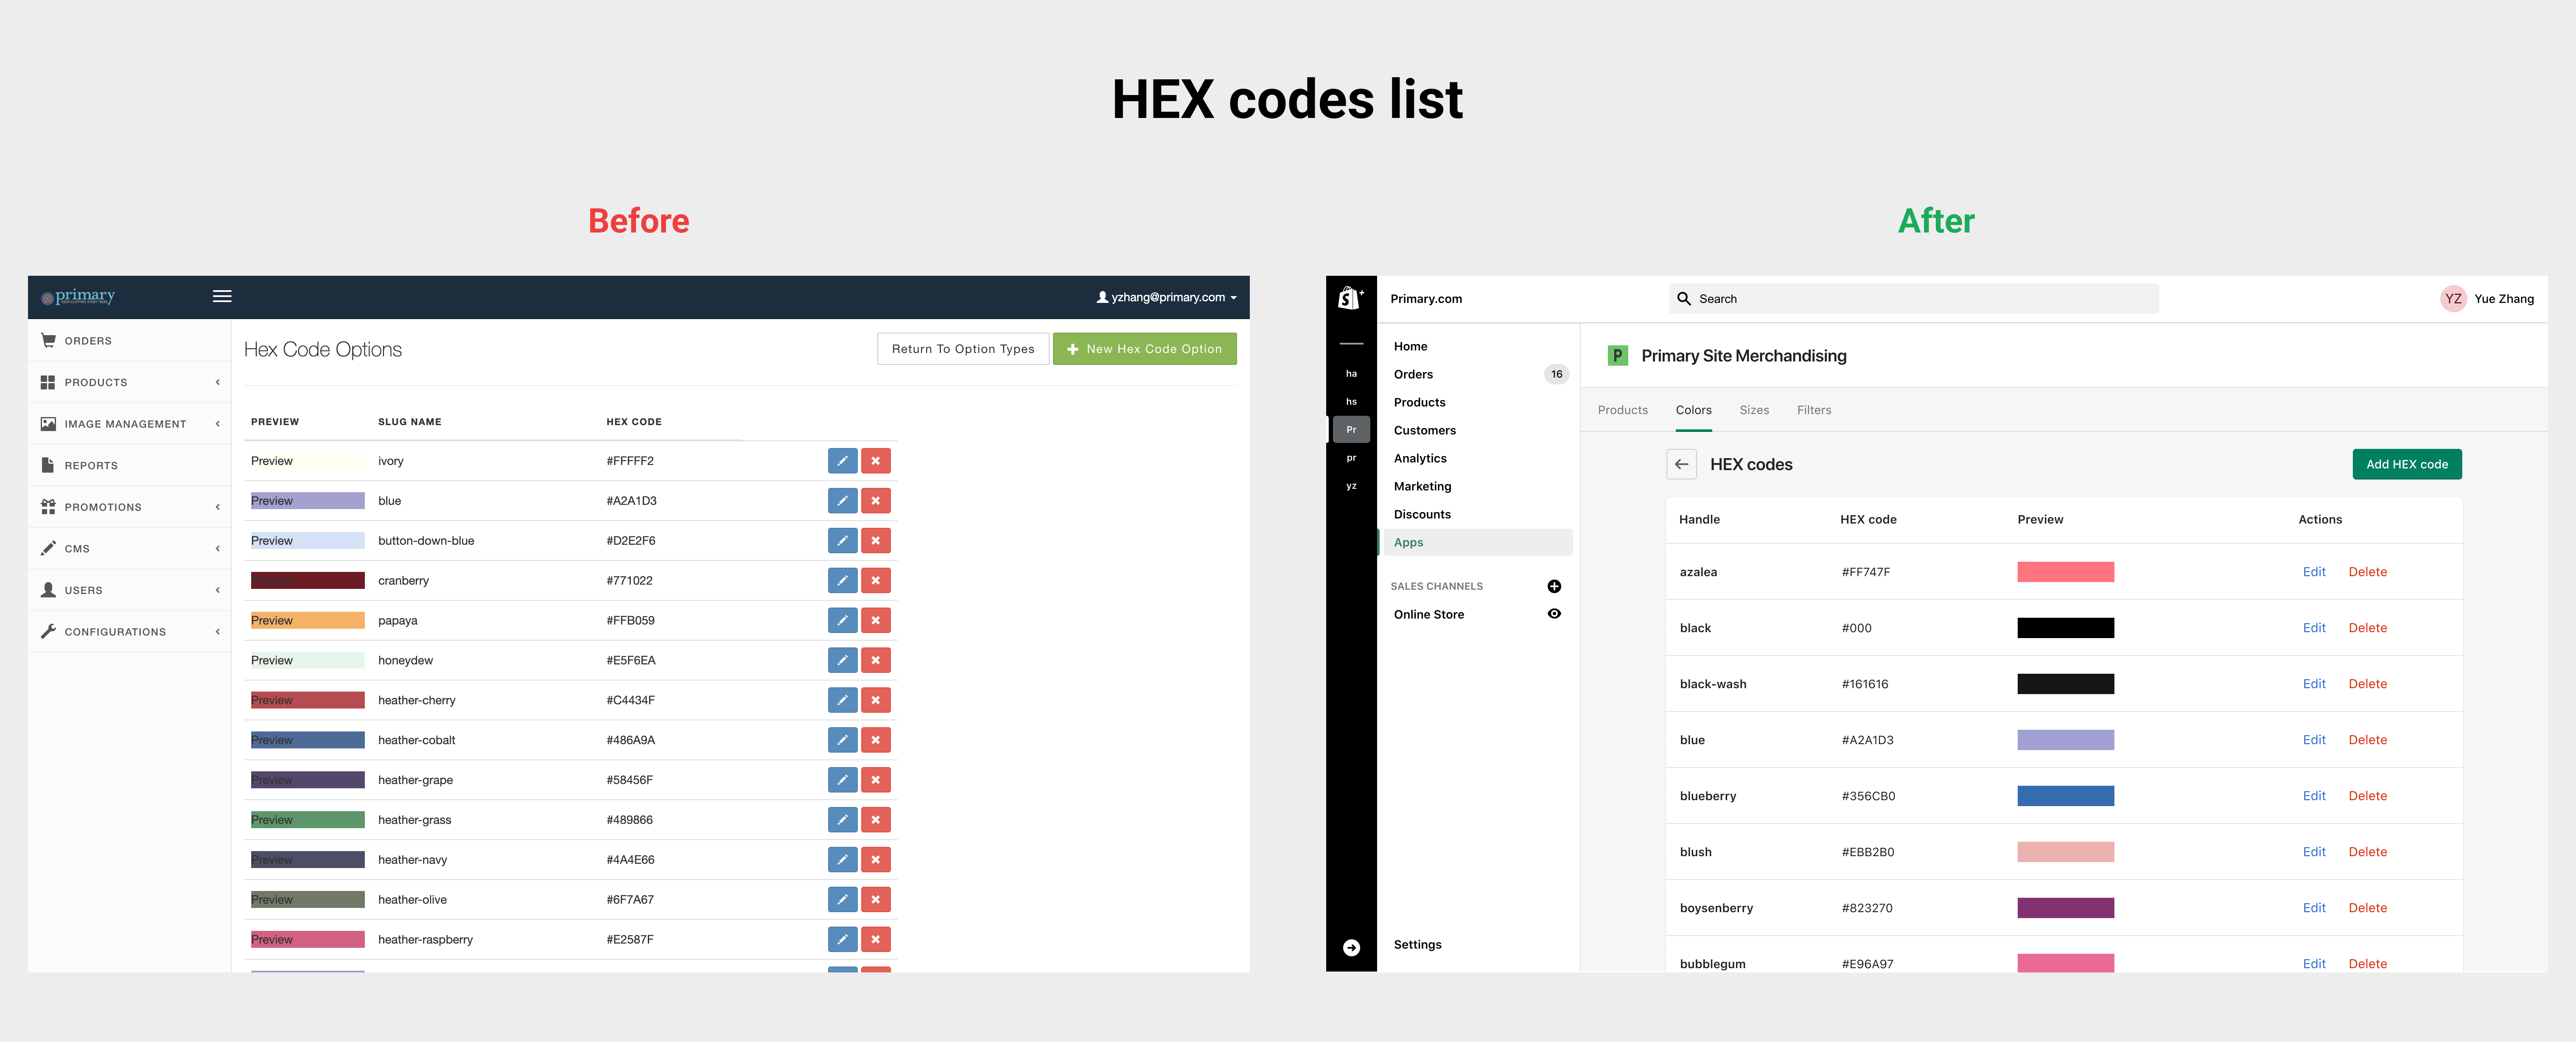 HEX codes list
Before
After
primary
yzhang@primary.com
ORDERS
PRODUCTS
IMAGE MANAGEMENT
REPORTS
PROMOTIONS
CMS
USERS
CONFIGURATIONS
Hex Code Options
Return To Option Types
New Hex Code Option
PREVIEW SLUG NAME HEX CODE
Preview ivory #FFFFF2
Preview blue #A2A1D3
Preview button-down-blue #D2E2F6
Preview cranberry #771022
Preview papaya #FFB059
Preview honeydew #E5F6EA
Preview heather-cherry #C4434F
Preview heather-cobalt #486A9A
Preview heather-grape #58456F
Preview heather-grass #489866
Preview heather-navy #4A4E66
Preview heather-olive #6F7A67
Preview heather-raspberry #E2587F
Primary.com
Search
YZ Yue Zhang
ha
hs
Pr
pr
yz
Home
Orders 16
Products
Customers
Analytics
Marketing
Discounts
Apps
SALES CHANNELS
Online Store
Settings
P Primary Site Merchandising
Products Colors Sizes Filters
HEX codes
Add HEX code
Handle HEX code Preview Actions
azalea #FF747F Edit Delete
black #000 Edit Delete
black-wash #161616 Edit Delete
blue #A2A1D3 Edit Delete
blueberry #356CB0 Edit Delete
blush #EBB2B0 Edit Delete
boysenberry #823270 Edit Delete
bubblegum #E96A97 Edit Delete